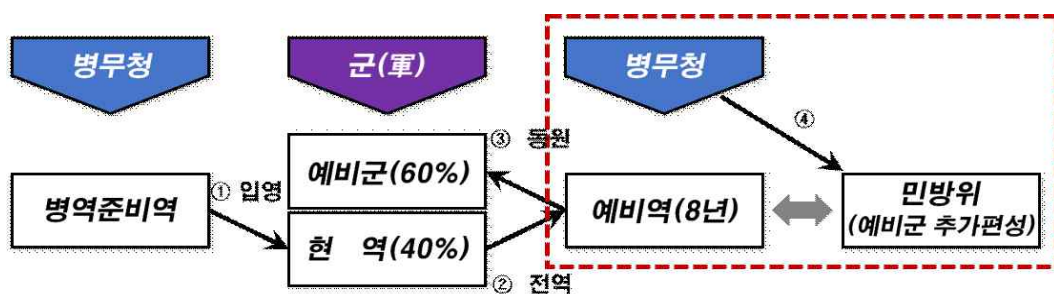 병무청
군(軍)
병무청
④
③ 동원
예비군(60%)
① 입영
병역준비역
현 역(40%)
예비역(8년)
민방위
(예비군 추가편성)
② 전역